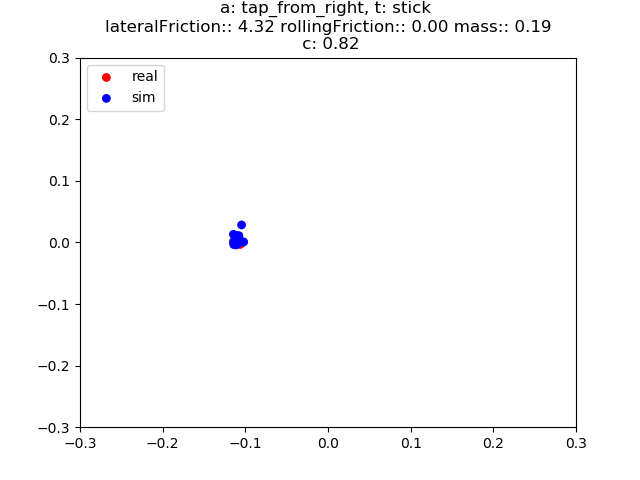 a: tap_from_right, t: stick
lateralFriction:: 4.32 rollingFriction:: 0.00 mass:: 0.19
c: 0.82
real
sim
0.3
0.2
0.1
0.0
−0.1
−0.2
−0.3
−0.3 −0.2 −0.1 0.0 0.1 0.2 0.3